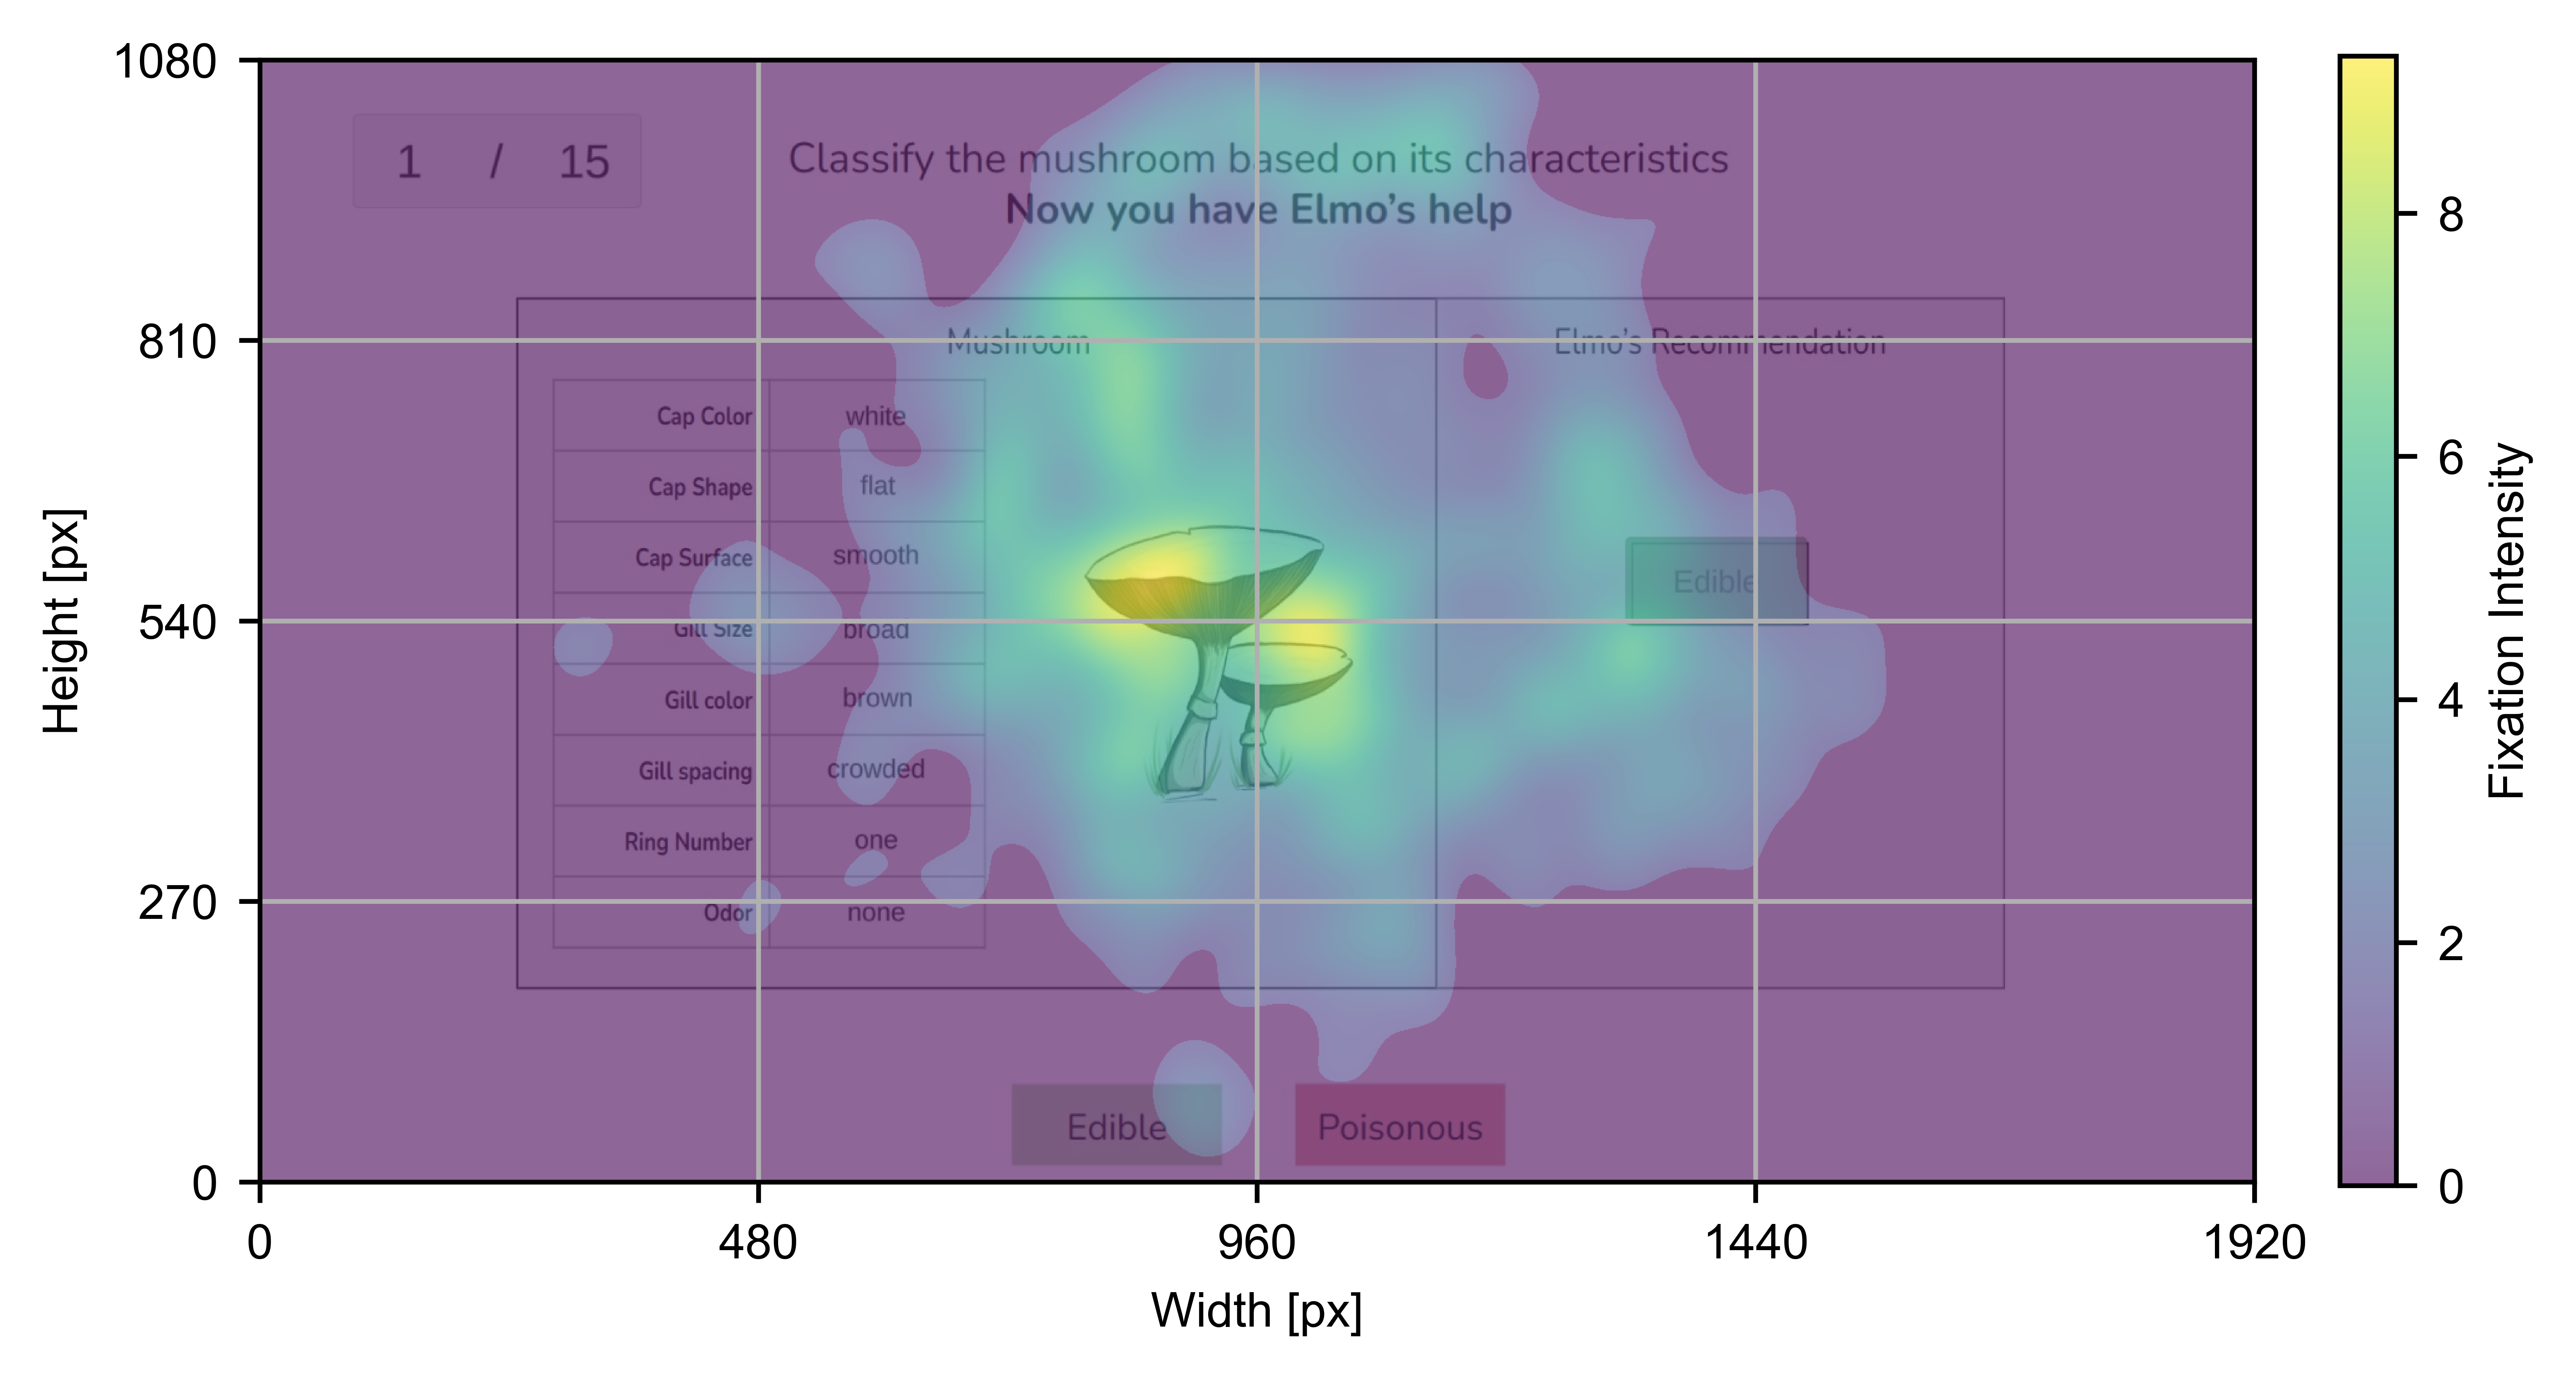 1 / 15
Classify the mushroom based on its characteristics
Now you have Elmo’s help
Mushroom
Elmo’s Recommendation
Cap Color white
Cap Shape flat
Cap Surface smooth
Gill Size broad
Gill color brown
Gill spacing crowded
Ring Number one
Odor none
Edible
Edible
Poisonous
1080
810
540
270
0
Height [px]
0 480 960 1440 1920
Width [px]
8
6
4
2
0
Fixation Intensity